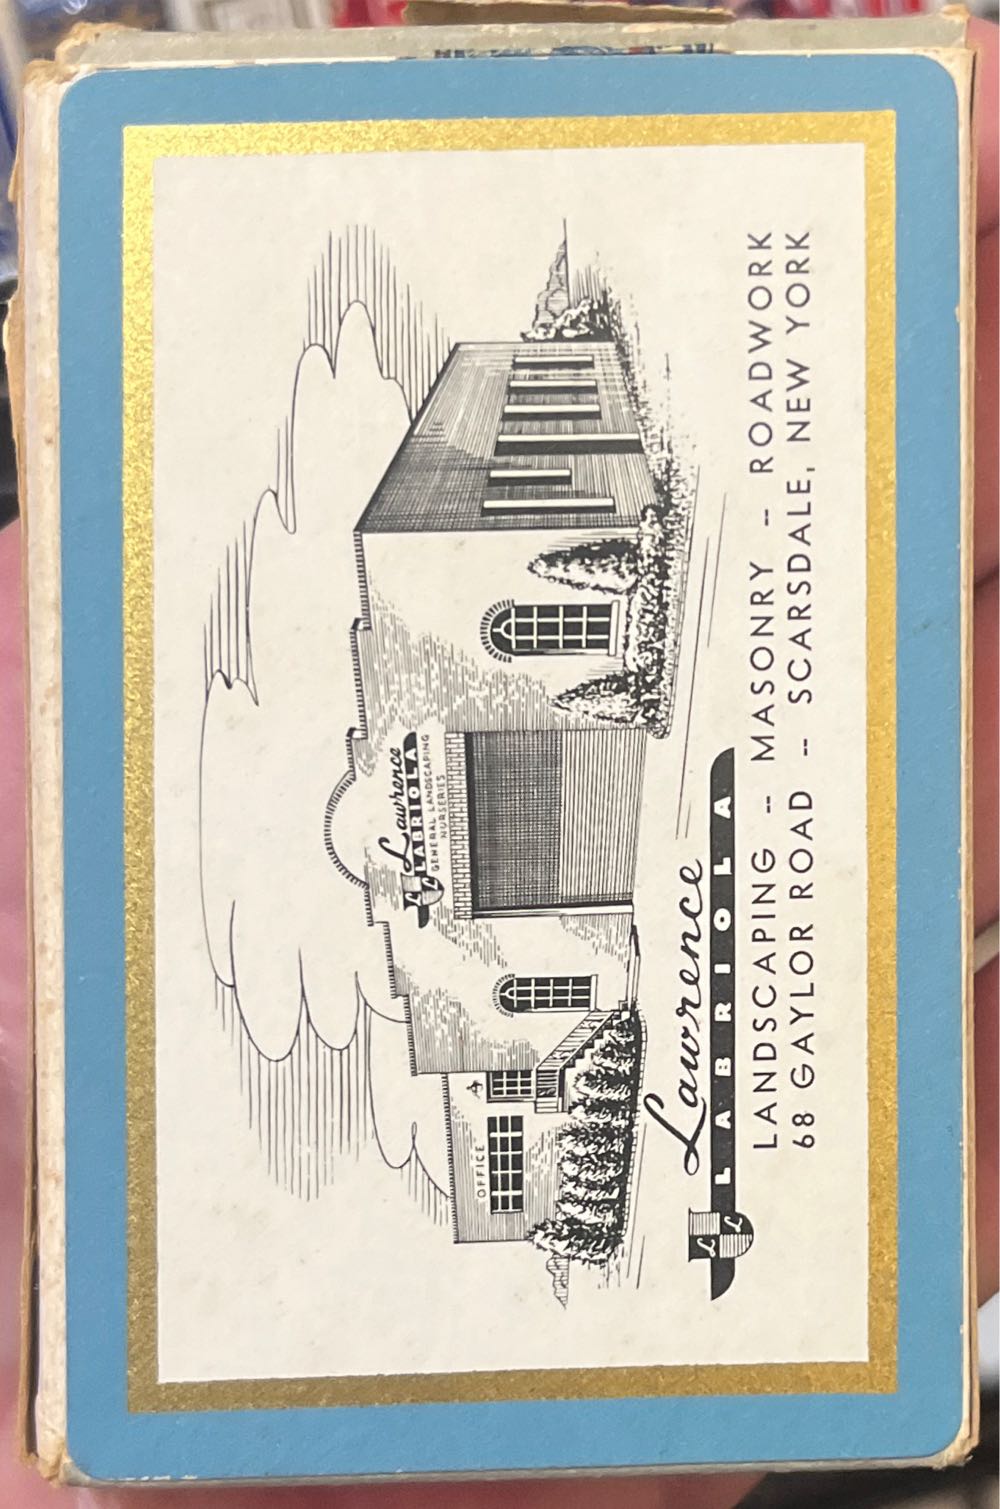 Lawrence
LABRIOLA
GENERAL LANDSCAPING
NURSERIES
L
L
OFFICE
Lawrence
LABRIOLA
L
L
LANDSCAPING -- MASONRY -- ROADWORK
68 GAYLOR ROAD -- SCARSDALE, NEW YORK